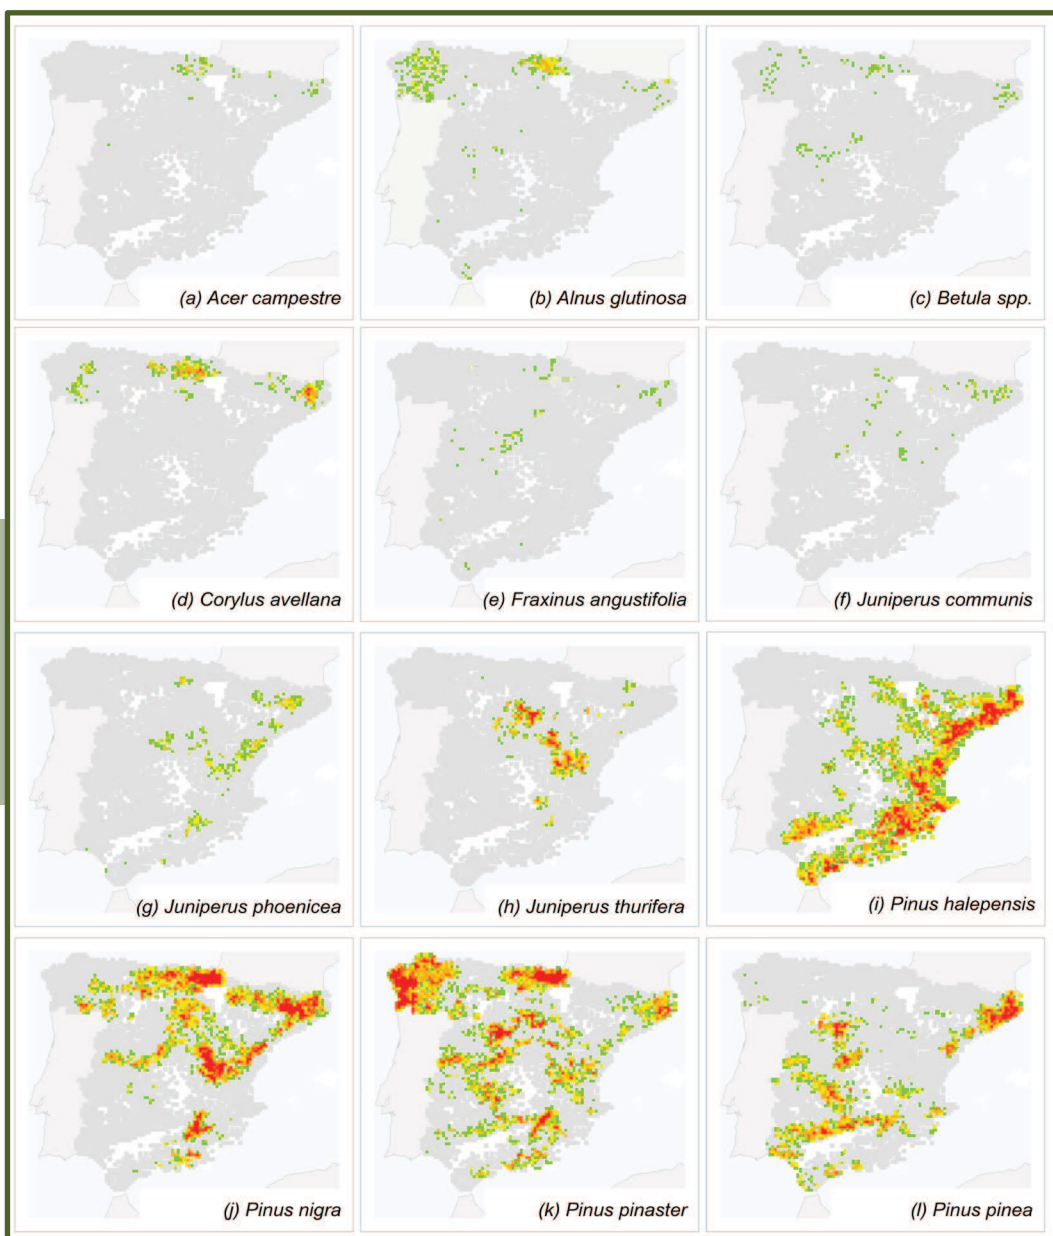 (a) Acer campestre
(b) Alnus glutinosa
(c) Betula spp.
(d) Corylus avellana
(e) Fraxinus angustifolia
(f) Juniperus communis
(g) Juniperus phoenicea
(h) Juniperus thurifera
(i) Pinus halepensis
(j) Pinus nigra
(k) Pinus pinaster
(l) Pinus pinea